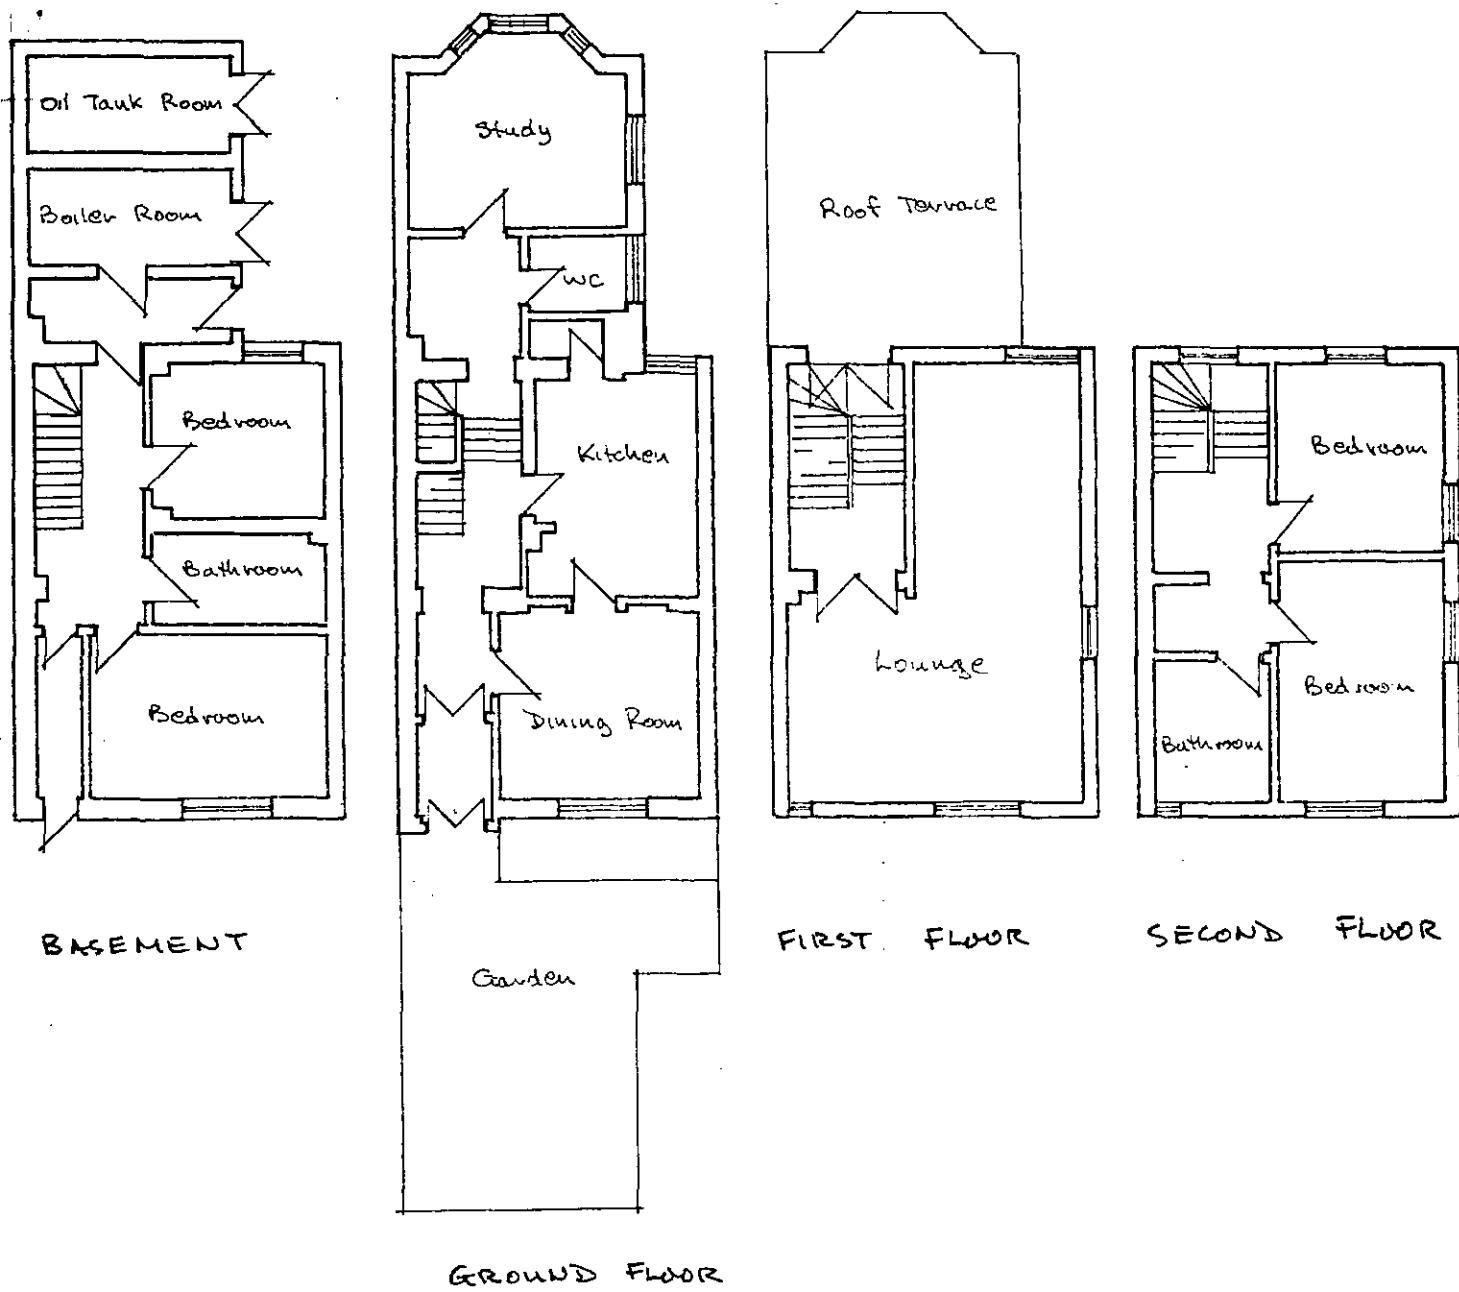 Oil Tank Room
Boiler Room
Bedroom
Bathroom
Bedroom
BASEMENT
Study
WC
Kitchen
Dining Room
Garden
GROUND FLOOR
Roof Terrace
Lounge
FIRST FLOOR
Bedroom
Bedroom
Bathroom
SECOND FLOOR